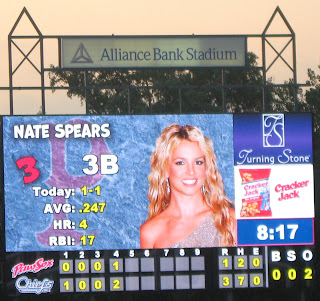 Alliance Bank Stadium
NATE SPEARS
3 3B
Today: 1-1
AVG: .247
HR: 4
RBI: 17
TS
Turning Stone
Cracker Jack
Cracker Jack
8:17
1 2 3 4 5 6 7 8 9 R H E B S O
PawSox 0 0 0 1 1 2 0 0 0 2
Chiefs 1 0 0 2 3 7 0